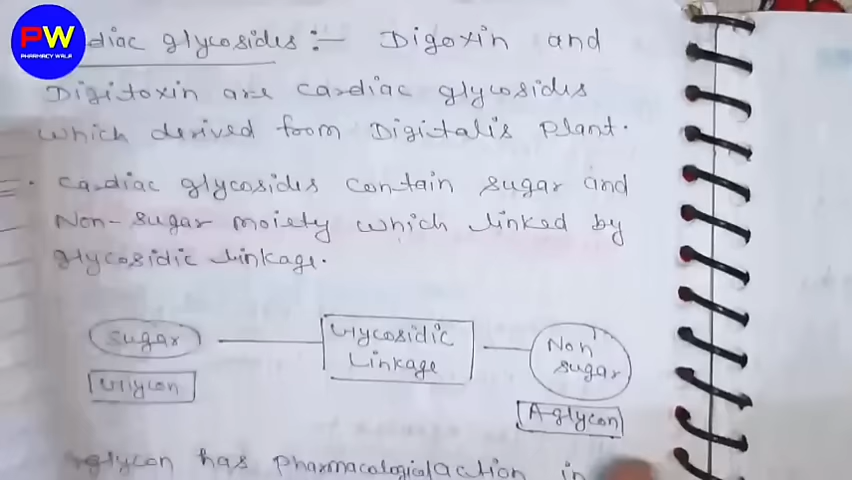 PW
PHARMACY WALA
diac glycosides :- Digoxin and
Digitoxin are cardiac glycosides
which derived from Digitalis plant.
• Cardiac glycosides contain sugar and
Non-sugar moiety which linked by
glycosidic linkage.
Sugar
Glycosidic
Linkage
Non
sugar
Glycon
A-glycon
glycon has pharmacological action in